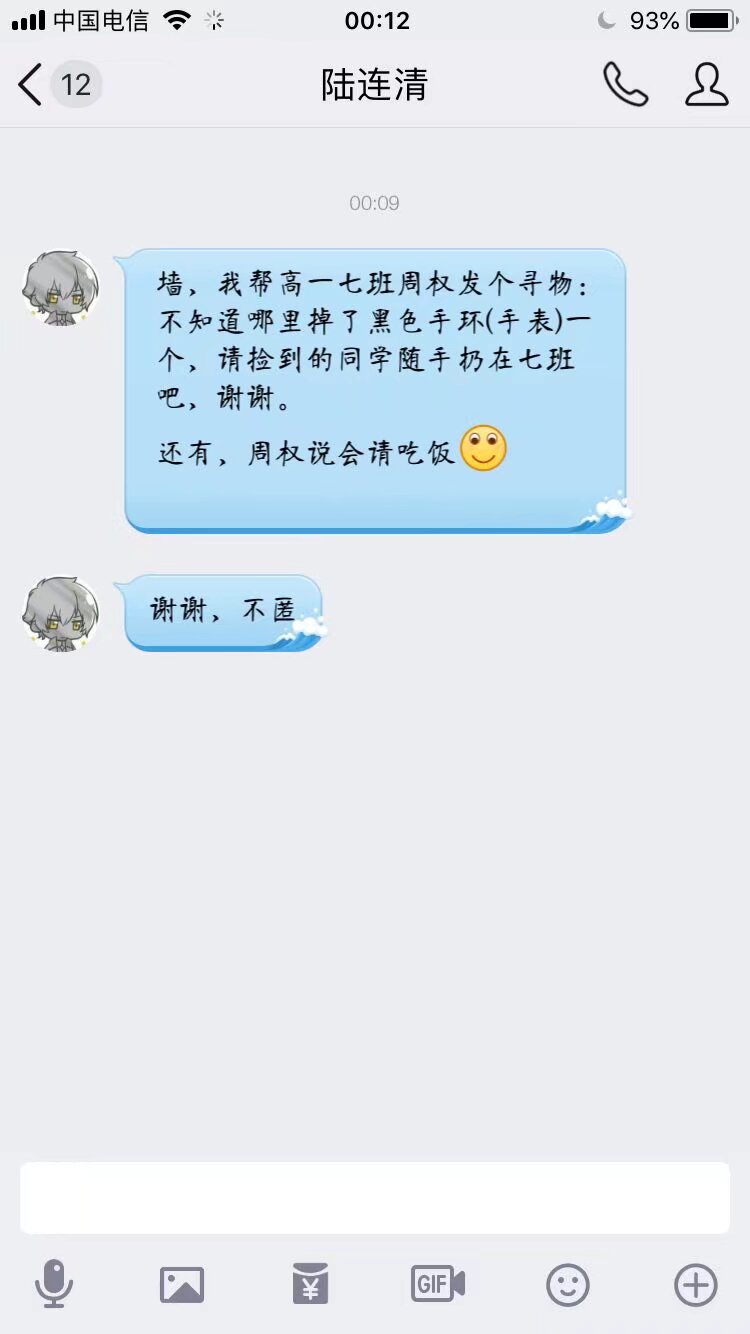 中国电信 00:12 93%
12 陆连清
00:09
墙，我帮高一七班周权发个寻物：
不知道哪里掉了黑色手环(手表)一
个，请捡到的同学随手扔在七班
吧，谢谢。
还有，周权说会请吃饭
谢谢，不匿
¥ GIF